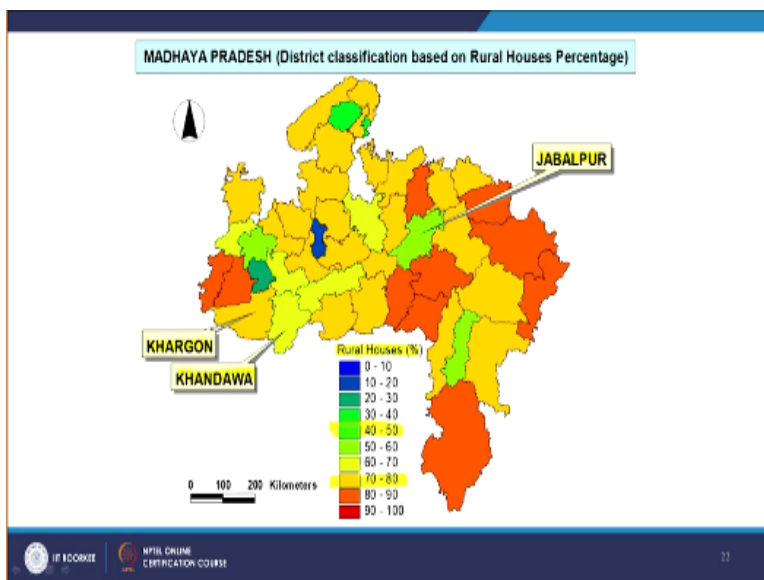 MADHAYA PRADESH (District classification based on Rural Houses Percentage)
JABALPUR
KHARGON
KHANDAWA
Rural Houses (%)
0 - 10
10 - 20
20 - 30
30 - 40
40 - 50
50 - 60
60 - 70
70 - 80
80 - 90
90 - 100
0 100 200 Kilometers
IIT ROORKEE
NPTEL ONLINE
CERTIFICATION COURSE
22